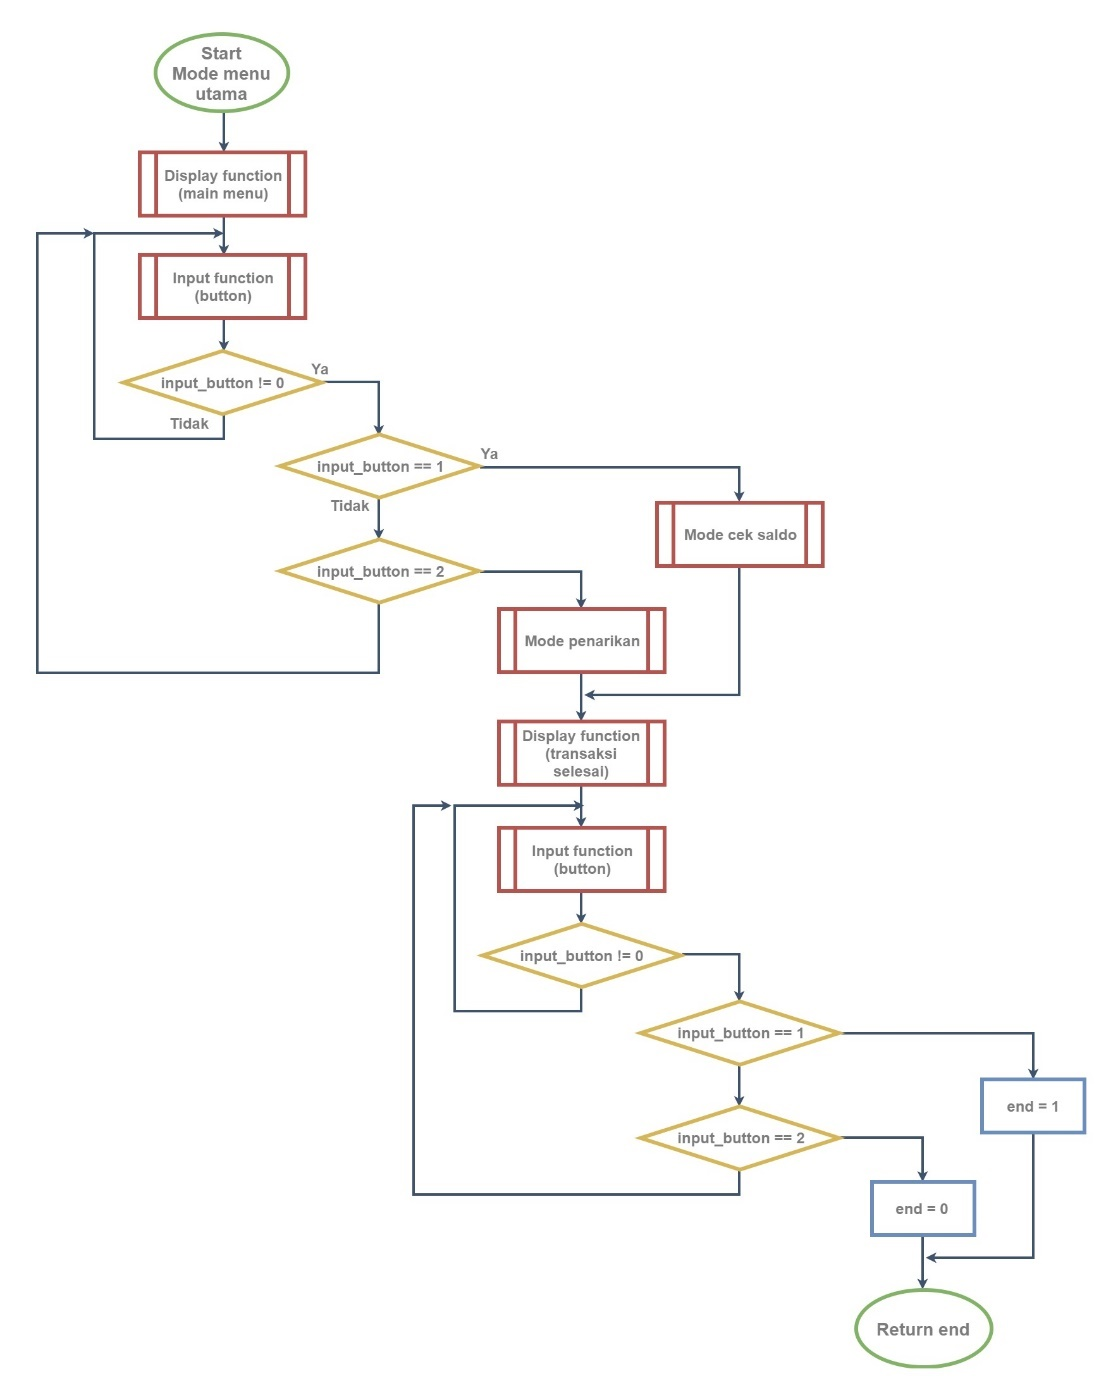 Start
Mode menu
utama
Display function
(main menu)
Input function
(button)
input_button != 0
Ya
Tidak
input_button == 1
Ya
Tidak
Mode cek saldo
input_button == 2
Mode penarikan
Display function
(transaksi
selesai)
Input function
(button)
input_button != 0
input_button == 1
end = 1
input_button == 2
end = 0
Return end